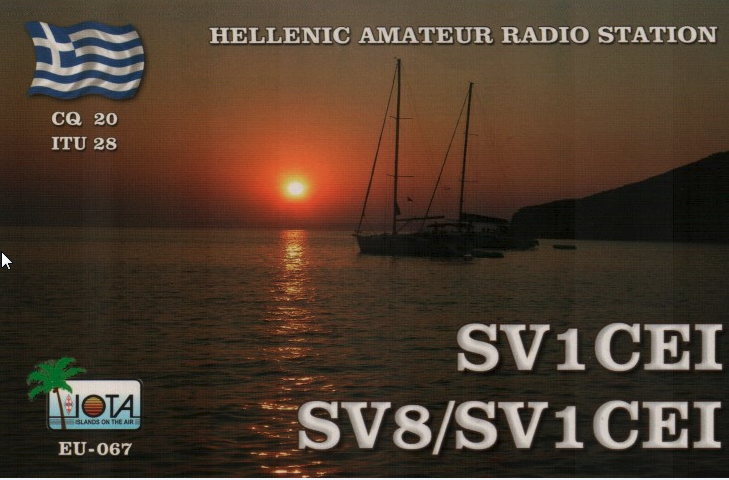 HELLENIC AMATEUR RADIO STATION
CQ 20
ITU 28
SV1CEI
SV8/SV1CEI
IOTA
ISLANDS ON THE AIR
EU-067